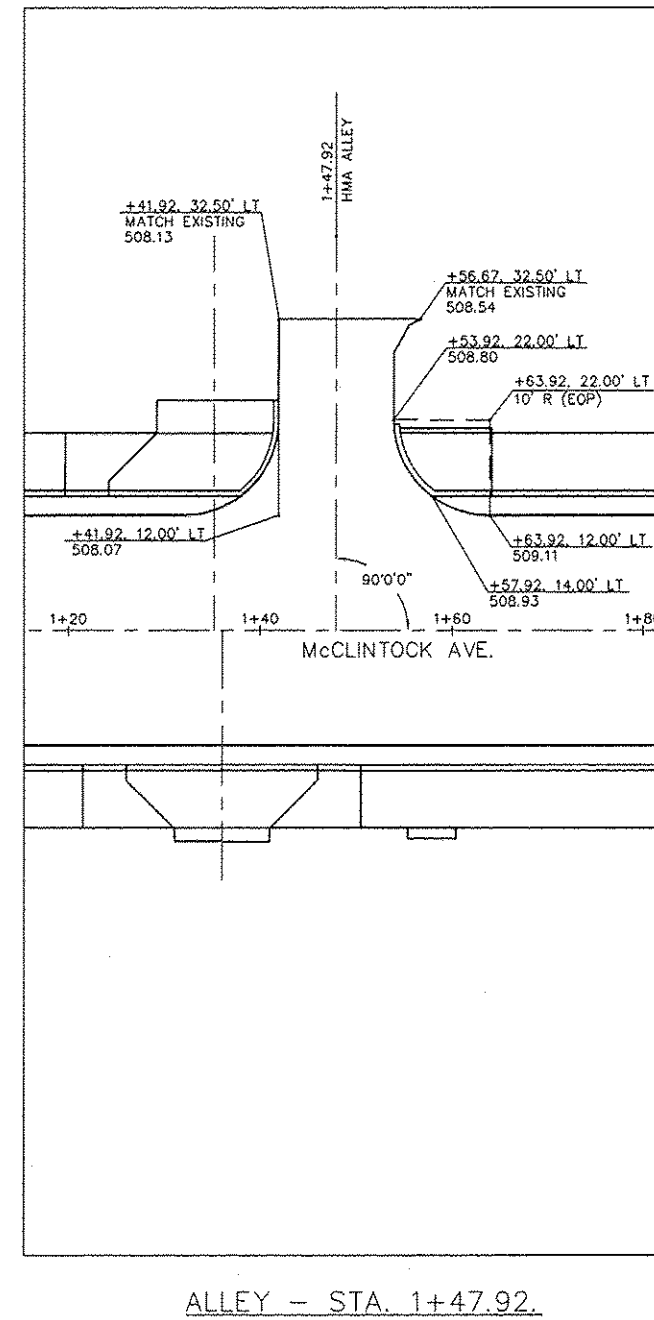 1+47.92
HMA ALLEY
+41.92, 32.50' LT
MATCH EXISTING
508.13
+56.67, 32.50' LT
MATCH EXISTING
508.54
+53.92, 22.00' LT
508.80
+63.92, 22.00' LT
10' R (EOP)
+41.92, 12.00' LT
508.07
+63.92, 12.00' LT
509.11
90°0'0"
+57.92, 14.00' LT
508.93
1+20
1+40
1+60
1+80
McCLINTOCK AVE.
ALLEY - STA. 1+47.92.